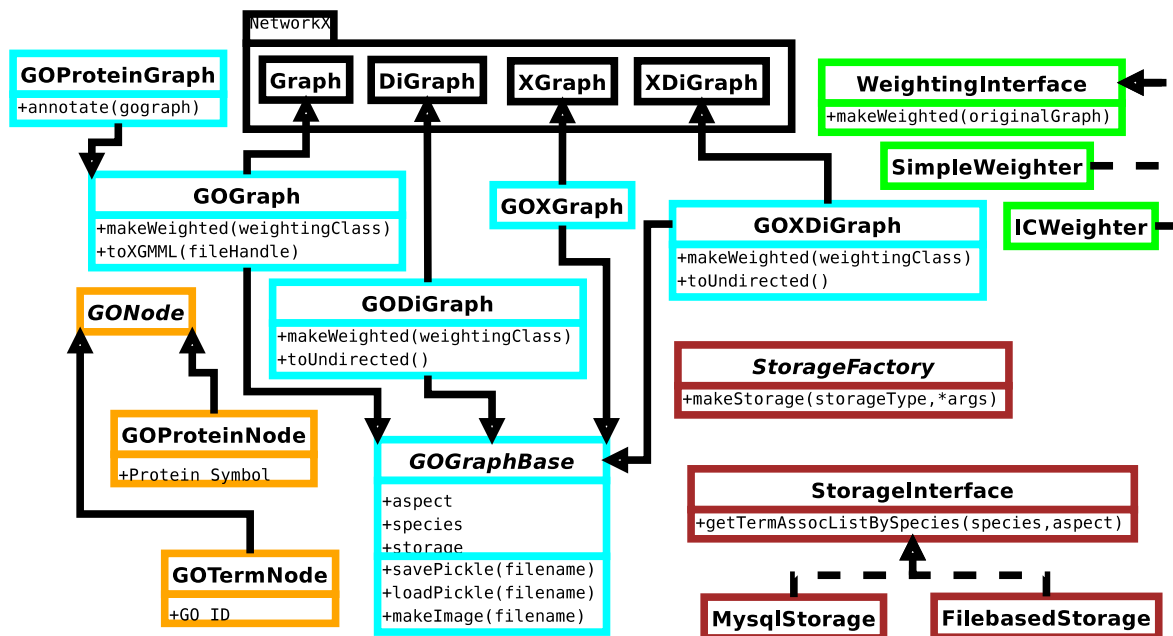 NetworkX
Graph
DiGraph
XGraph
XDiGraph
GOProteinGraph
+annotate(gograph)
WeightingInterface
+makeWeighted(originalGraph)
SimpleWeighter
ICWeighter
GOGraph
+makeWeighted(weightingClass)
+toXGMML(fileHandle)
GOXGraph
GOXDiGraph
+makeWeighted(weightingClass)
+toUndirected()
GONode
GODiGraph
+makeWeighted(weightingClass)
+toUndirected()
StorageFactory
+makeStorage(storageType,*args)
GOProteinNode
+Protein Symbol
GOGraphBase
+aspect
+species
+storage
+savePickle(filename)
+loadPickle(filename)
+makeImage(filename)
StorageInterface
+getTermAssocListBySpecies(species,aspect)
GOTermNode
+GO ID
MysqlStorage
FilebasedStorage